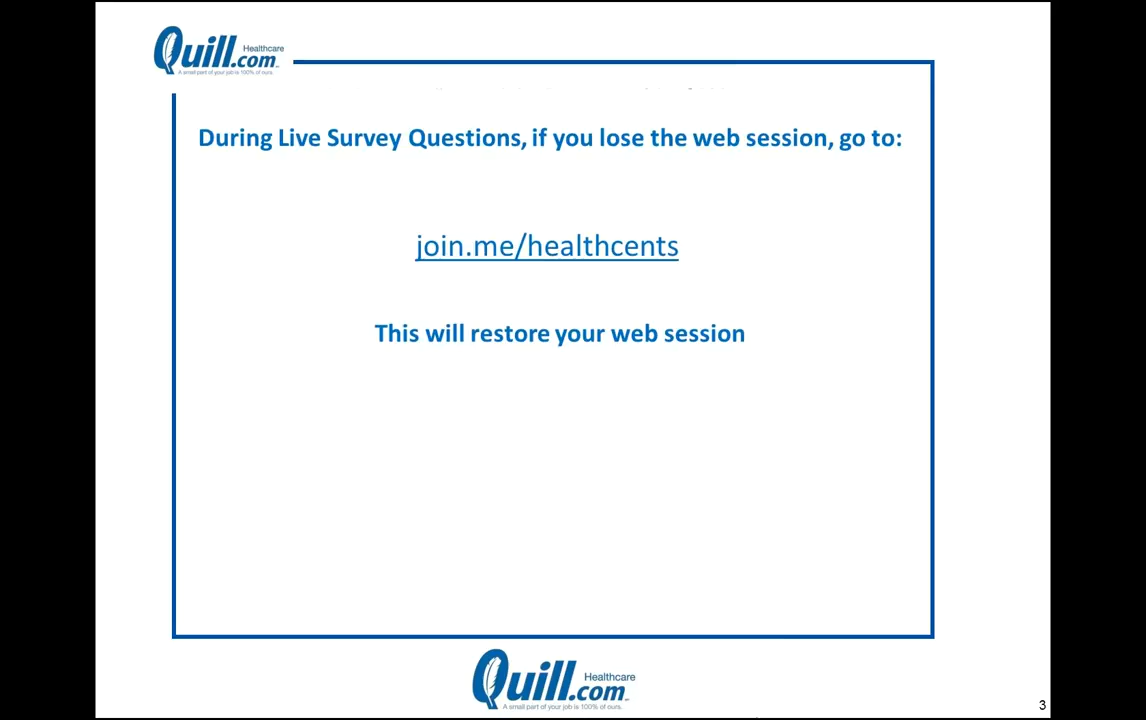 Quill.com Healthcare
A small part of your job is 100% of ours.
During Live Survey Questions, if you lose the web session, go to:
join.me/healthcents
This will restore your web session
Quill.com Healthcare
A small part of your job is 100% of ours.
3